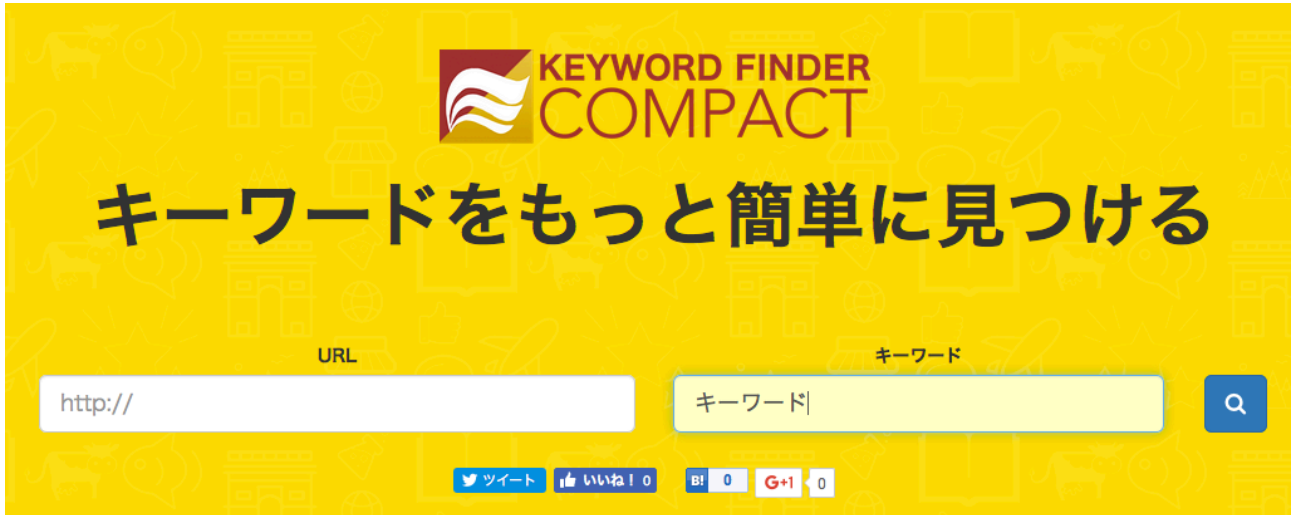 KEYWORD FINDER
COMPACT
キーワードをもっと簡単に見つける
URL キーワード
http:// キーワード
ツイート いいね！ 0 B! 0 G+1 0